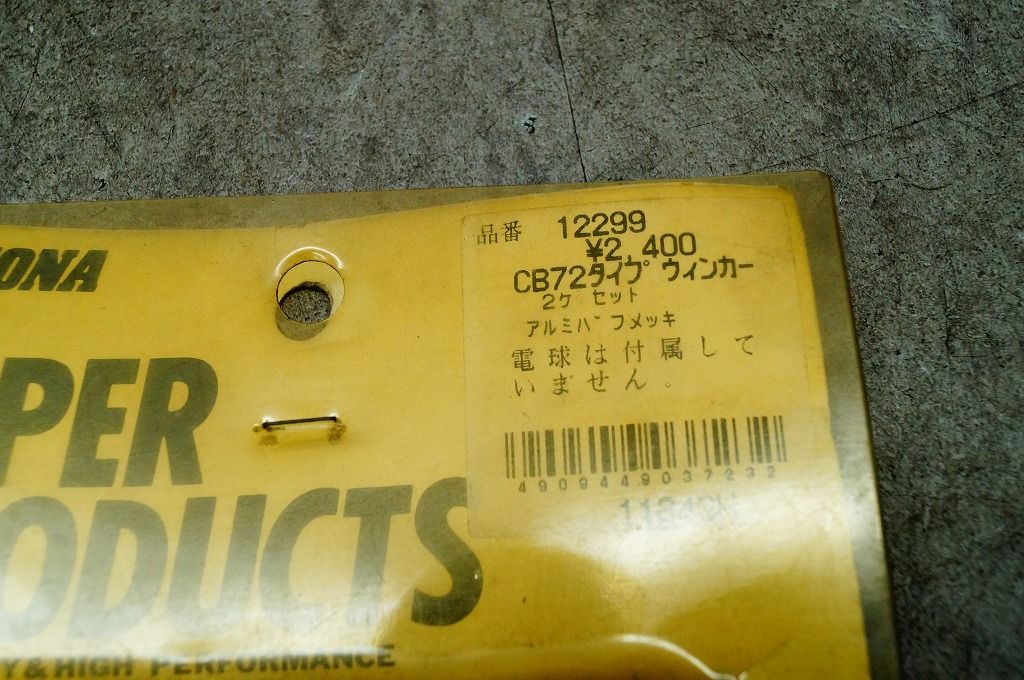 ONA
PER
ODUCTS
Y & HIGH PERFORMANCE
品番 12299
¥2,400
CB72タイプ ウィンカー
2ケ セット
アルミバフメッキ
電球は付属して
いません。
4909449037232